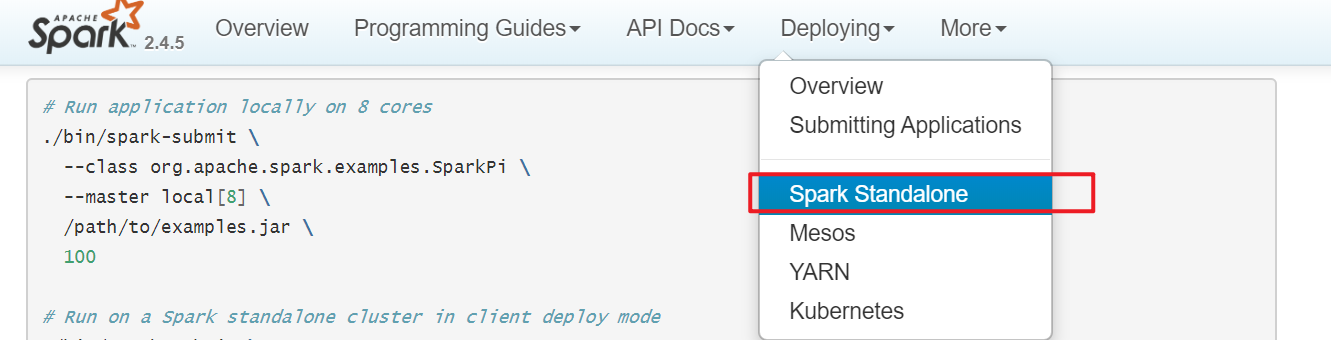 APACHE
Spark™ 2.4.5 Overview Programming Guides API Docs Deploying More
Overview
Submitting Applications
Spark Standalone
Mesos
YARN
Kubernetes
# Run application locally on 8 cores
./bin/spark-submit \
--class org.apache.spark.examples.SparkPi \
--master local[8] \
/path/to/examples.jar \
100
# Run on a Spark standalone cluster in client deploy mode